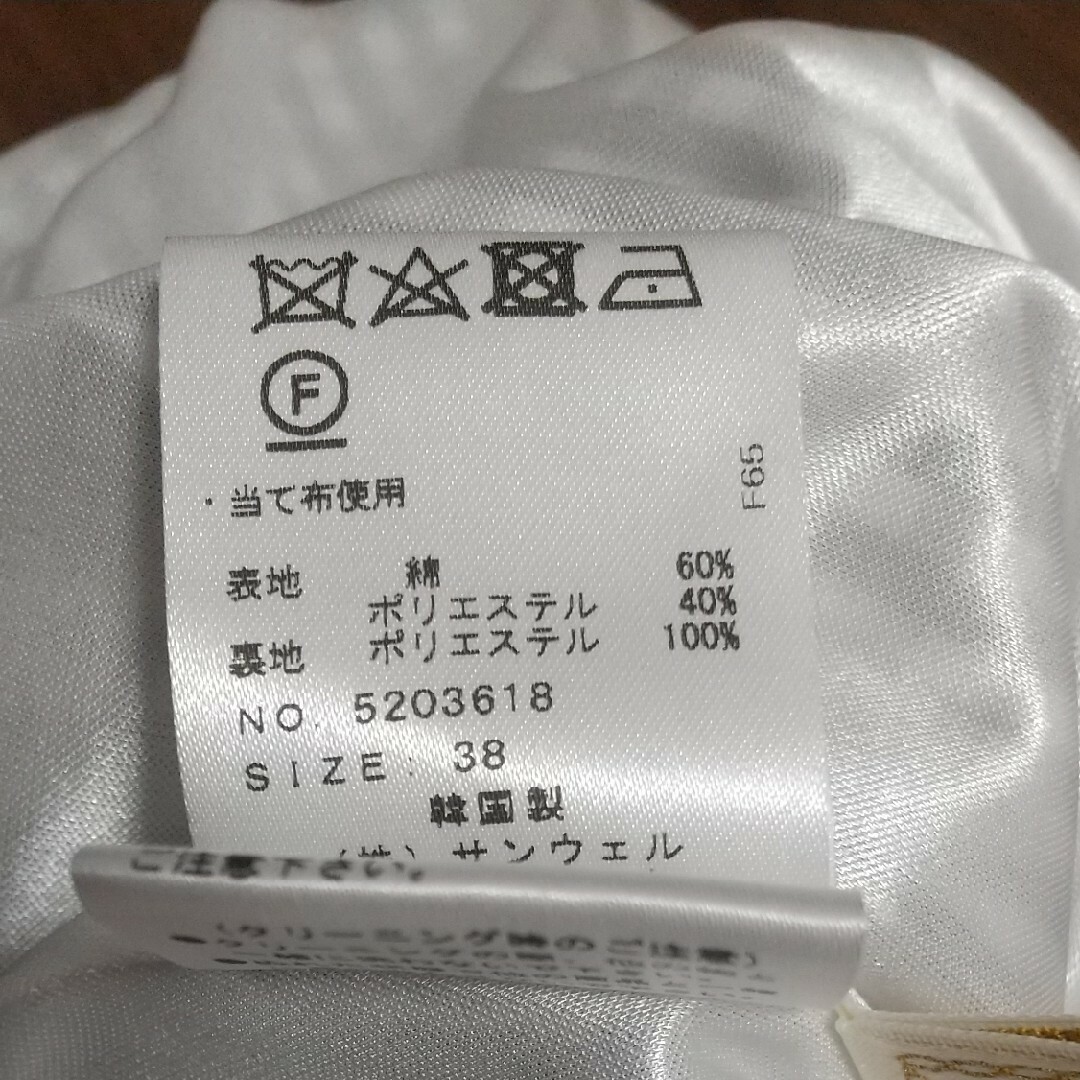 F
・当て布使用
F65
表地 綿 60%
ポリエステル 40%
裏地 ポリエステル 100%
NO. 5203618
SIZE: 38
韓国製
(株) サンウェル
ご注意下さい。